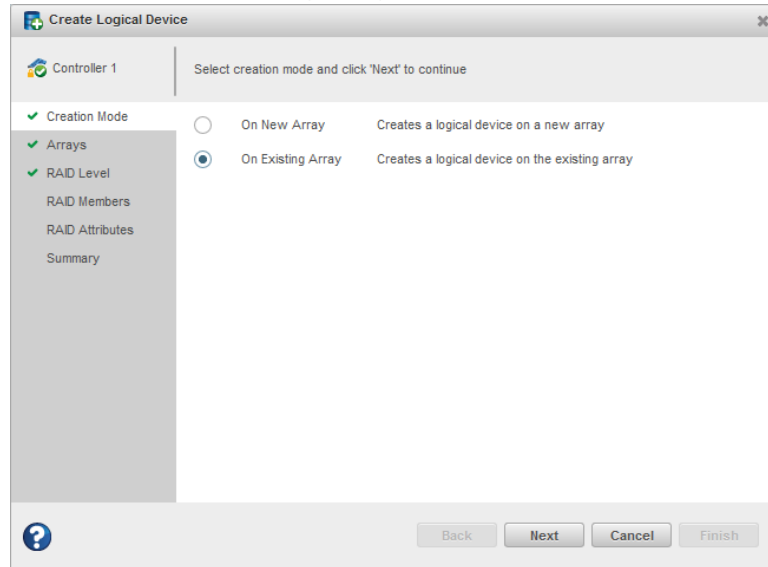 Create Logical Device
Controller 1
Select creation mode and click 'Next' to continue
Creation Mode
Arrays
RAID Level
RAID Members
RAID Attributes
Summary
On New Array Creates a logical device on a new array
On Existing Array Creates a logical device on the existing array
?
Back Next Cancel Finish